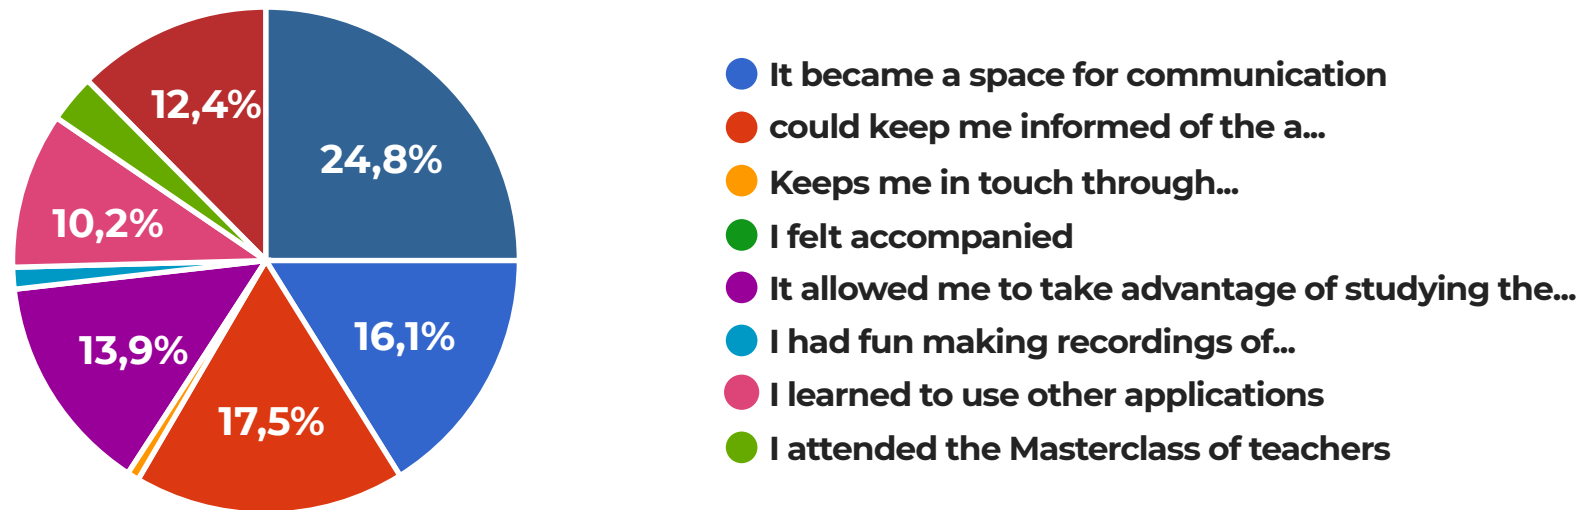 12,4%
24,8%
10,2%
16,1%
13,9%
17,5%
It became a space for communication
could keep me informed of the a...
Keeps me in touch through...
I felt accompanied
It allowed me to take advantage of studying the...
I had fun making recordings of...
I learned to use other applications
I attended the Masterclass of teachers